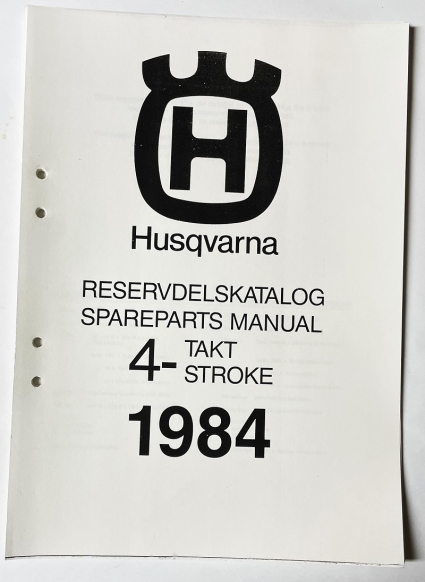 H
Husqvarna
RESERVDELSKATALOG
SPAREPARTS MANUAL
4- TAKT
STROKE
1984